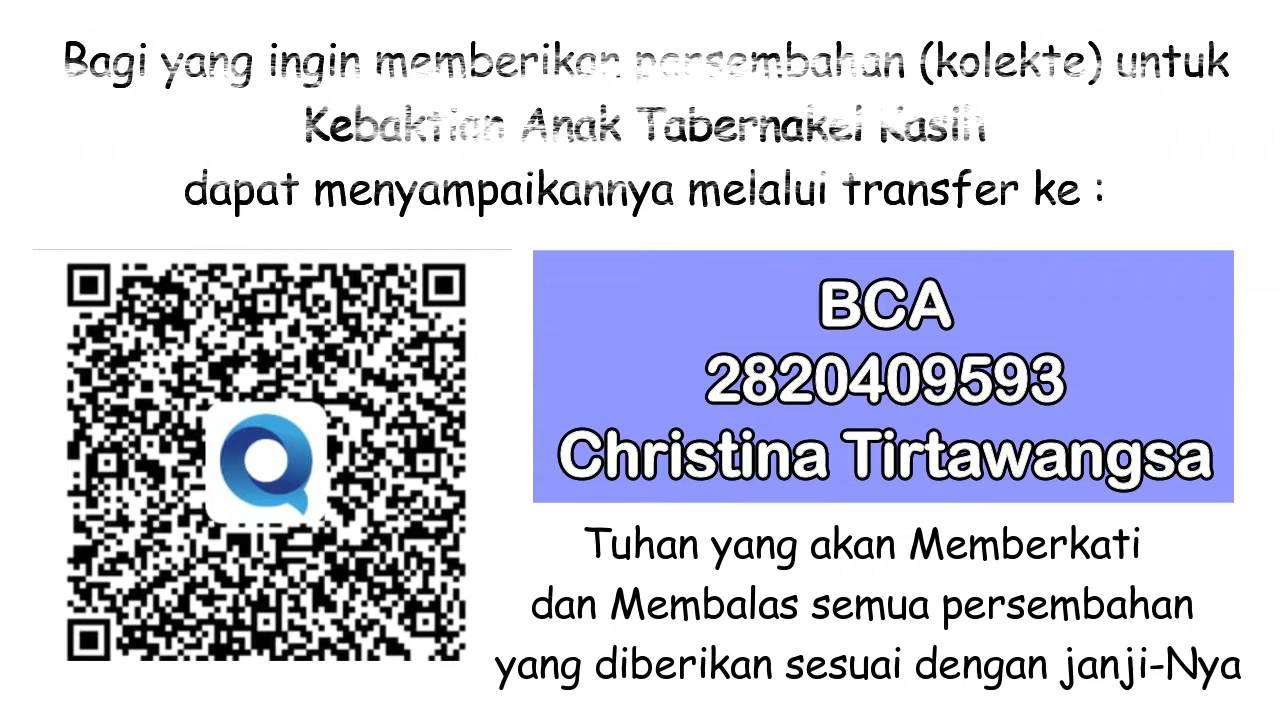 Bagi yang ingin memberikan persembahan (kolekte) untuk
Kebaktian Anak Tabernakel Kasih
dapat menyampaikannya melalui transfer ke :
BCA
2820409593
Christina Tirtawangsa
Tuhan yang akan Memberkati
dan Membalas semua persembahan
yang diberikan sesuai dengan janji-Nya